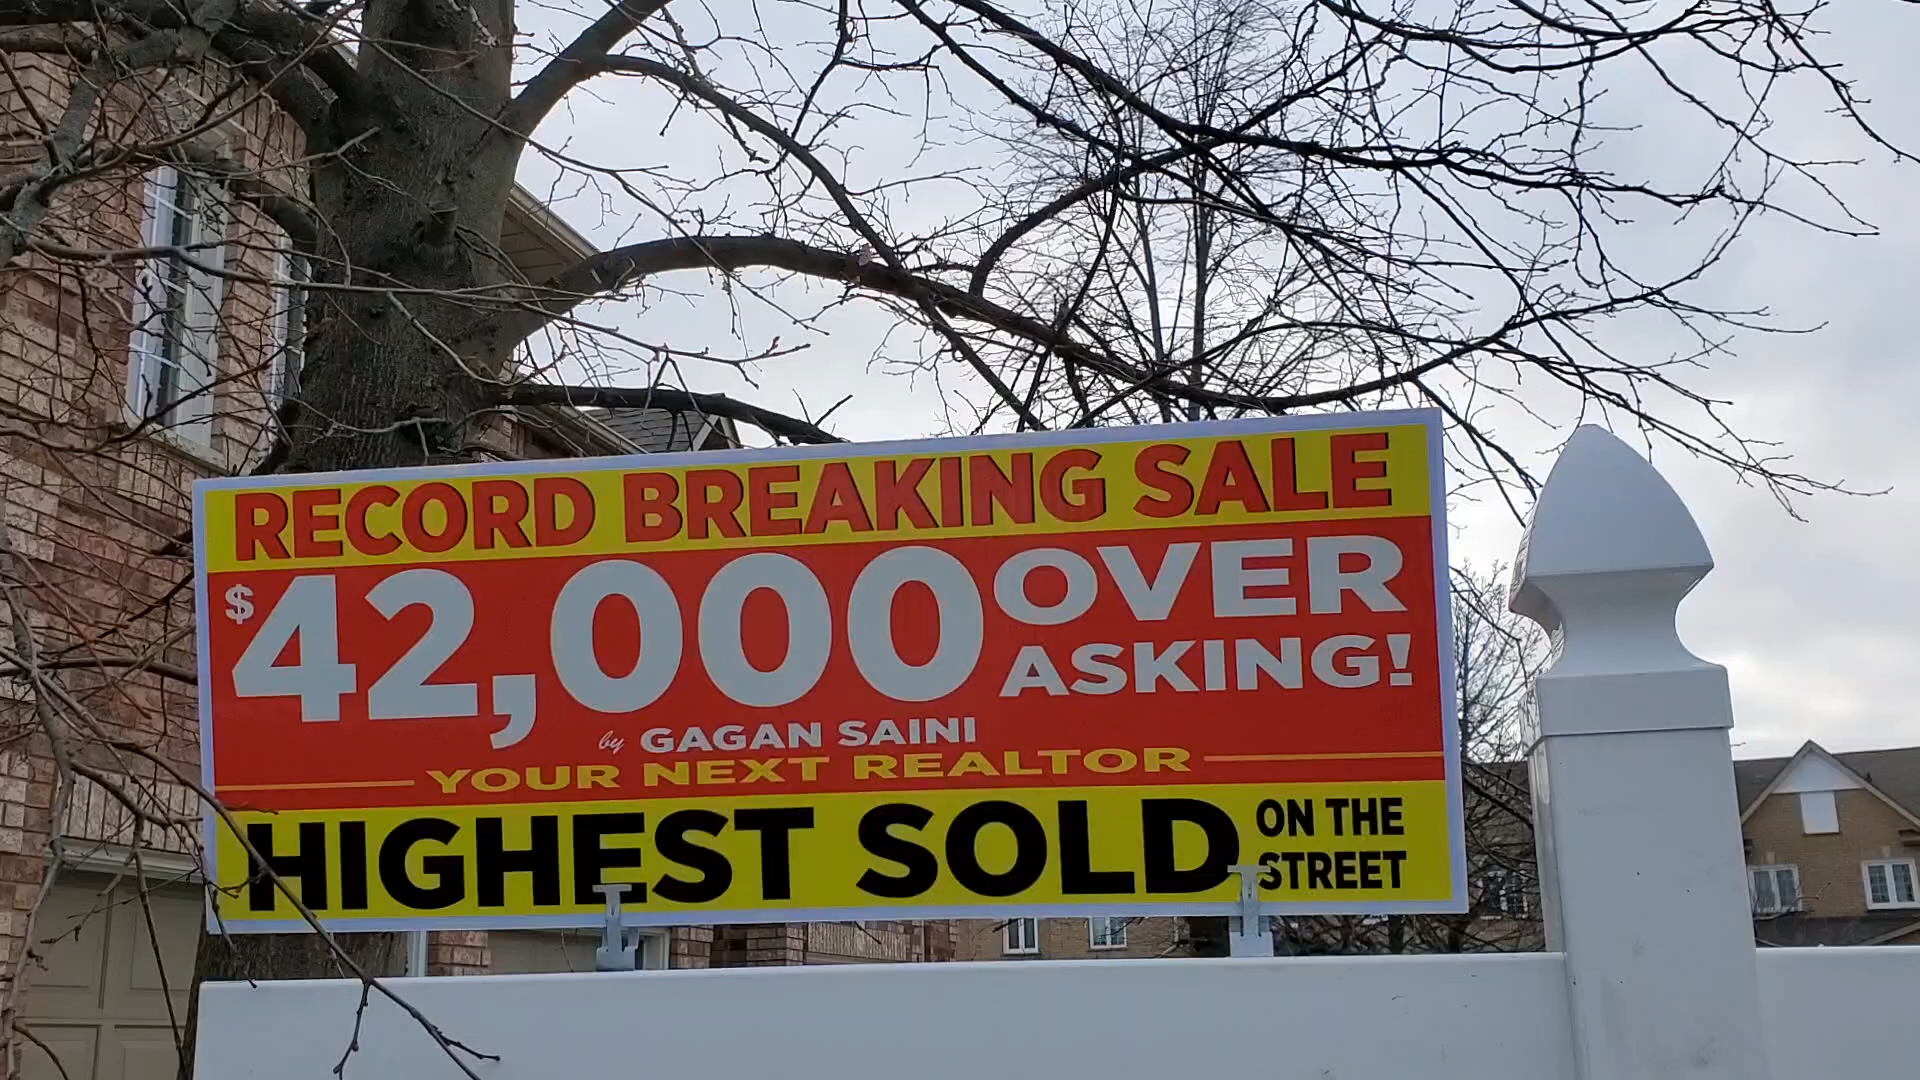 RECORD BREAKING SALE
$42,000 OVER
ASKING!
by GAGAN SAINI
YOUR NEXT REALTOR
HIGHEST SOLD ON THE
STREET